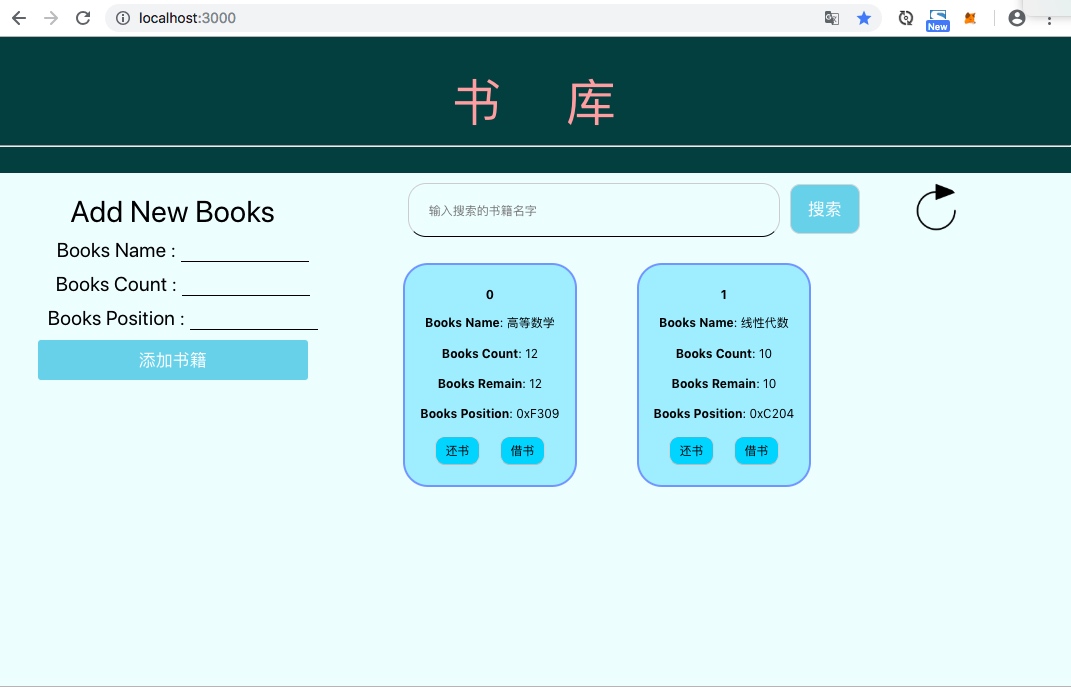 localhost:3000
New
书 库
Add New Books
Books Name :
Books Count :
Books Position :
添加书籍
输入搜索的书籍名字
搜索
0
Books Name: 高等数学
Books Count: 12
Books Remain: 12
Books Position: 0xF309
还书 借书
1
Books Name: 线性代数
Books Count: 10
Books Remain: 10
Books Position: 0xC204
还书 借书